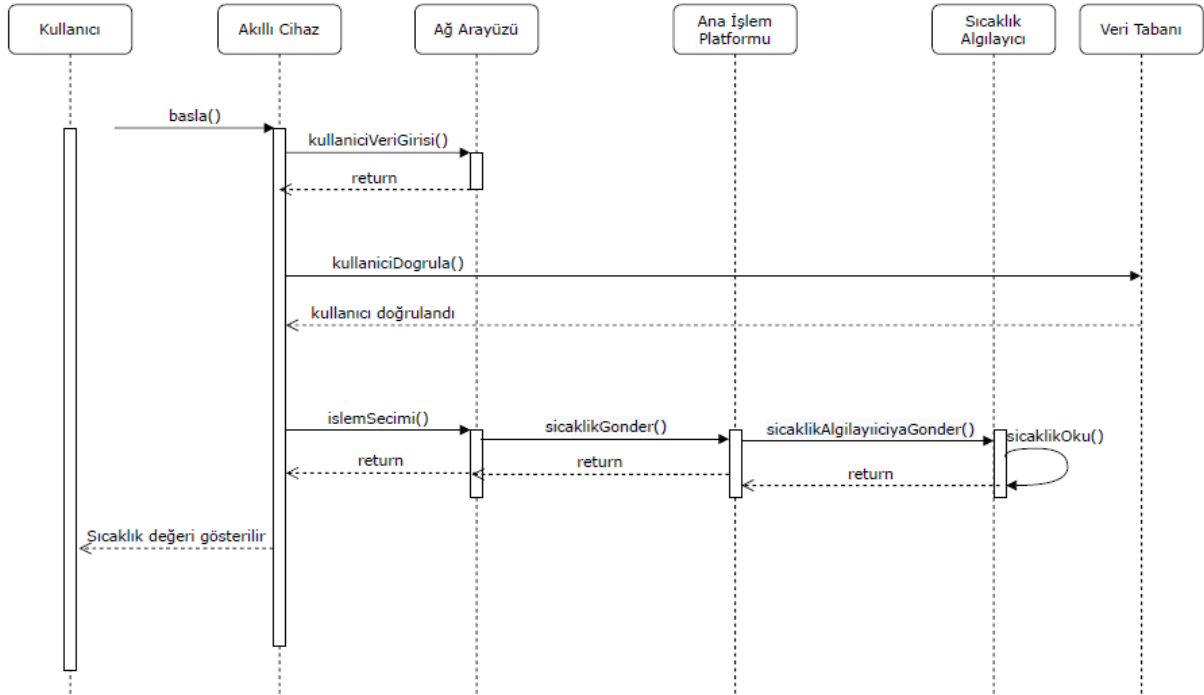 Kullanıcı
Akıllı Cihaz
Ağ Arayüzü
Ana İşlem
Platformu
Sıcaklık
Algılayıcı
Veri Tabanı
basla()
kullaniciVeriGirisi()
return
kullaniciDogrula()
kullanıcı doğrulandı
islemSecimi()
sicaklikGonder()
sicaklikAlgilayıiciyaGonder()
sicaklikOku()
return
return
return
Sıcaklık değeri gösterilir